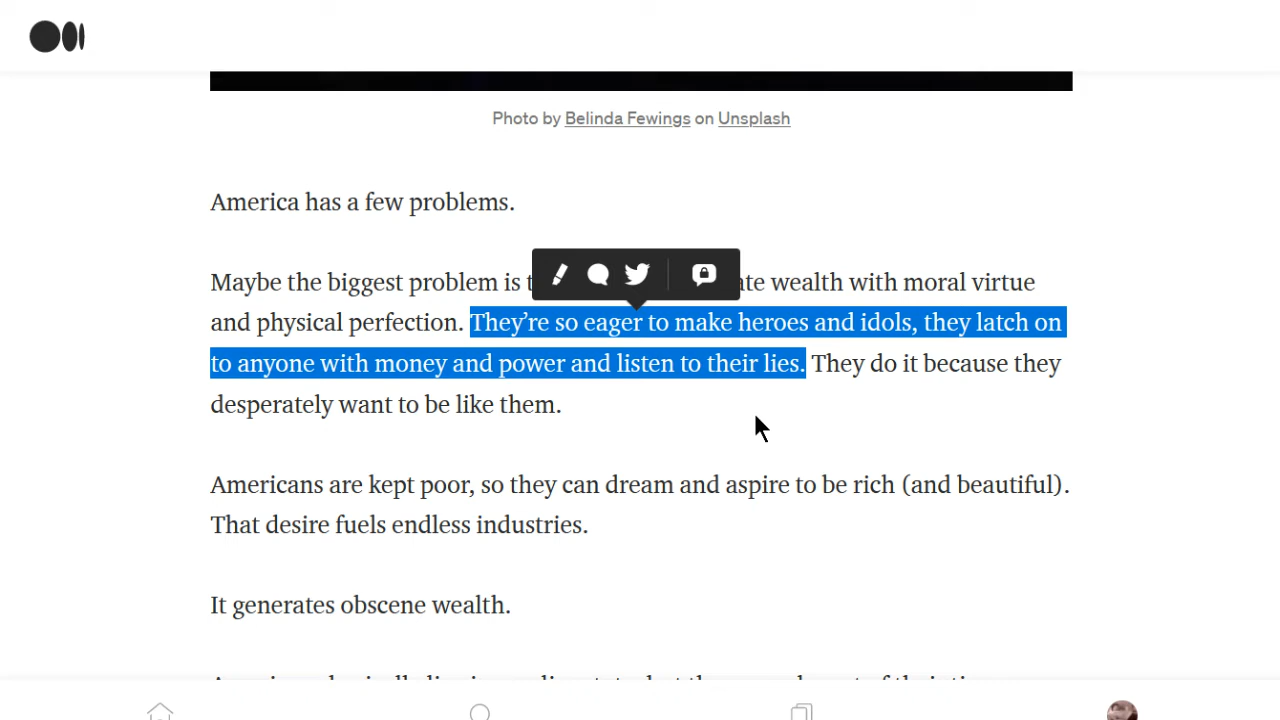 Photo by Belinda Fewings on Unsplash
America has a few problems.
Maybe the biggest problem is ate wealth with moral virtue
and physical perfection. They’re so eager to make heroes and idols, they latch on
to anyone with money and power and listen to their lies. They do it because they
desperately want to be like them.
Americans are kept poor, so they can dream and aspire to be rich (and beautiful).
That desire fuels endless industries.
It generates obscene wealth.